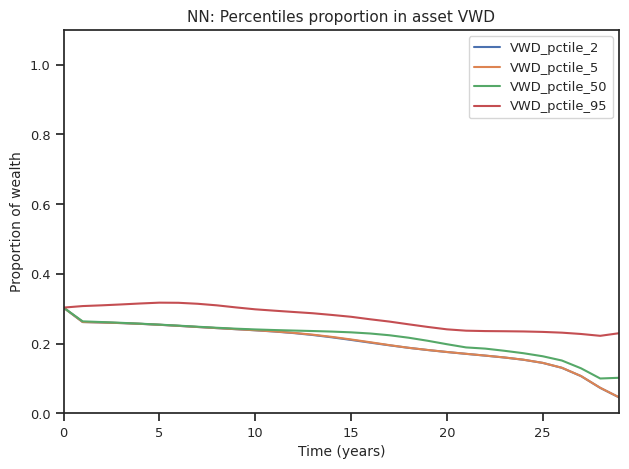 NN: Percentiles proportion in asset VWD
VWD_pctile_2
VWD_pctile_5
VWD_pctile_50
VWD_pctile_95
Proportion of wealth
1.0
0.8
0.6
0.4
0.2
0.0
0 5 10 15 20 25
Time (years)